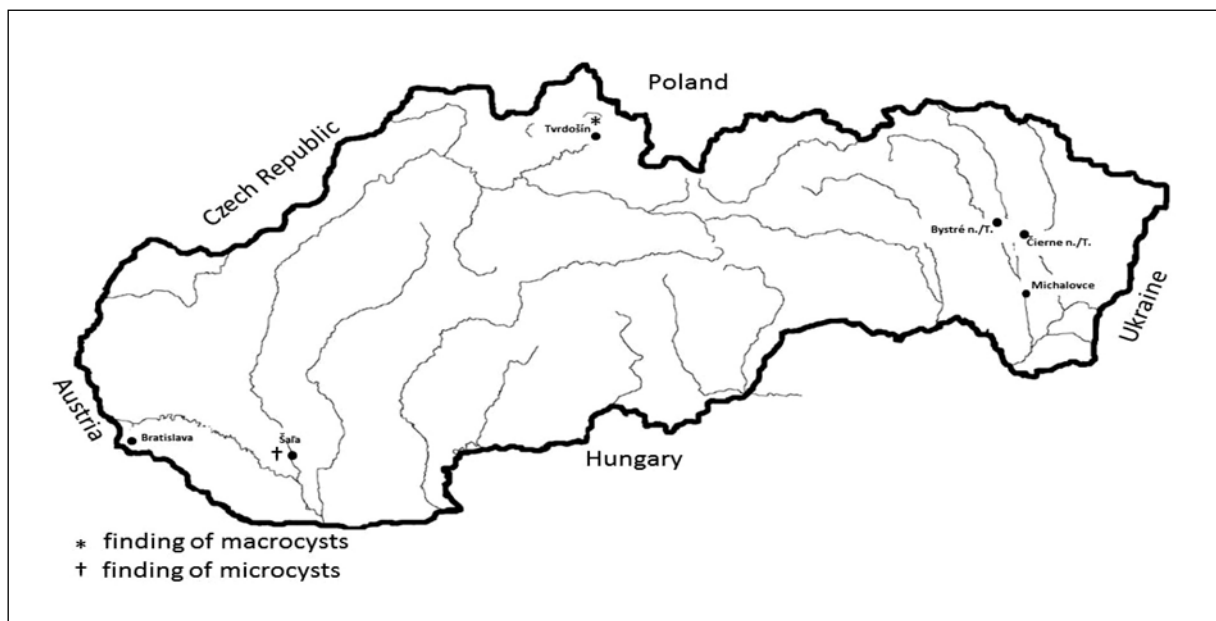 Poland
*
Tvrdošín
Czech Republic
Bystré n./T.
Čierne n./T.
Michalovce
Ukraine
Austria
Bratislava
Šaľa
†
Hungary
* finding of macrocysts
† finding of microcysts